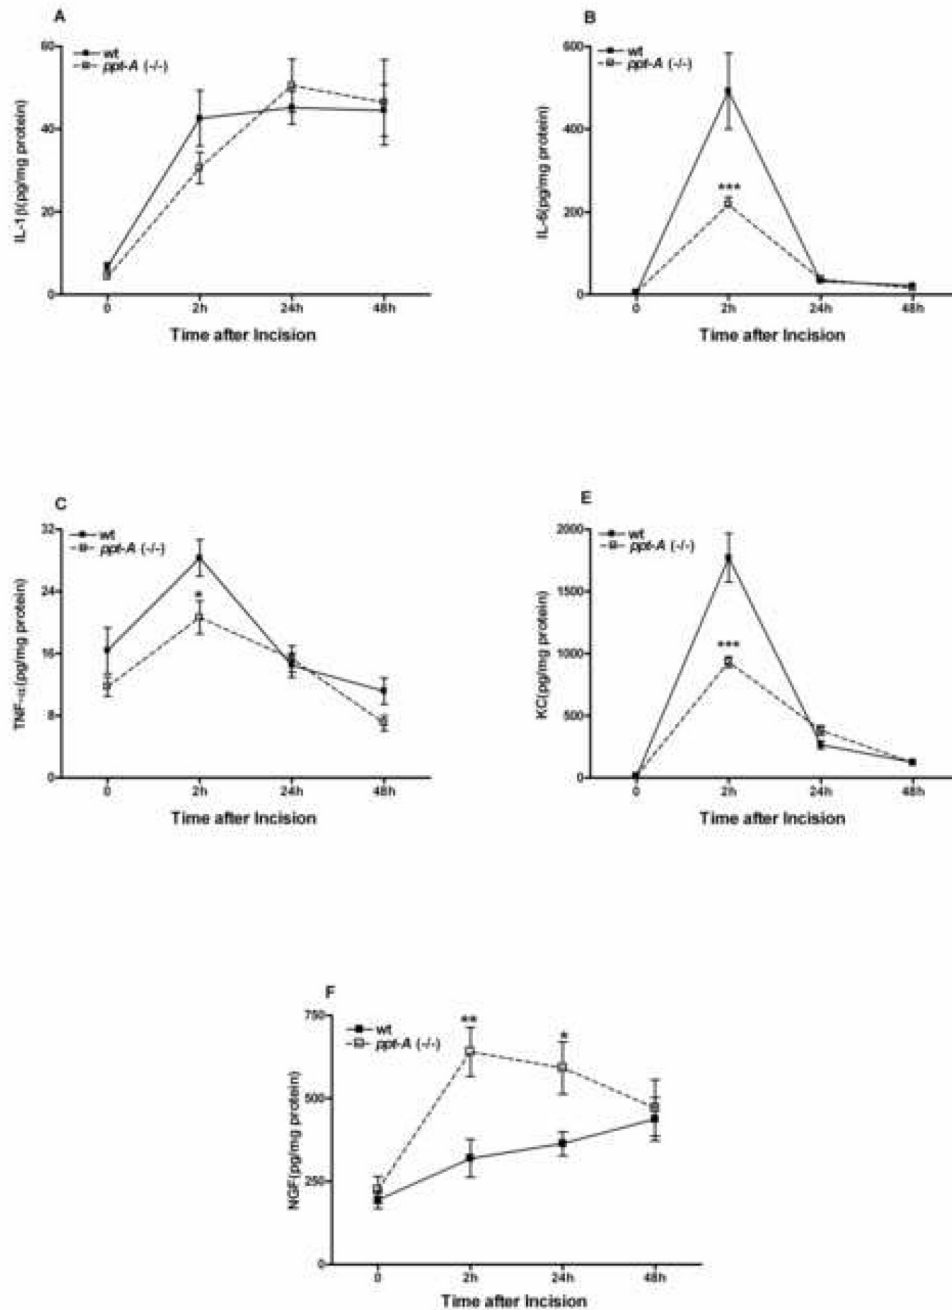 A
wt
ppt-A (-/-)
60
40
20
0
IL-1β(pg/mg protein)
0 2h 24h 48h
Time after Incision
B
wt
ppt-A (-/-)
600
400
200
0
IL-6(pg/mg protein)
***
0 2h 24h 48h
Time after Incision
C
wt
ppt-A (-/-)
32
24
16
8
0
TNF-α(pg/mg protein)
*
0 2h 24h 48h
Time after Incision
E
wt
ppt-A (-/-)
2000
1500
1000
500
0
KC(pg/mg protein)
***
0 2h 24h 48h
Time after Incision
F
wt
ppt-A (-/-)
750
500
250
0
NGF(pg/mg protein)
**
*
0 2h 24h 48h
Time after Incision